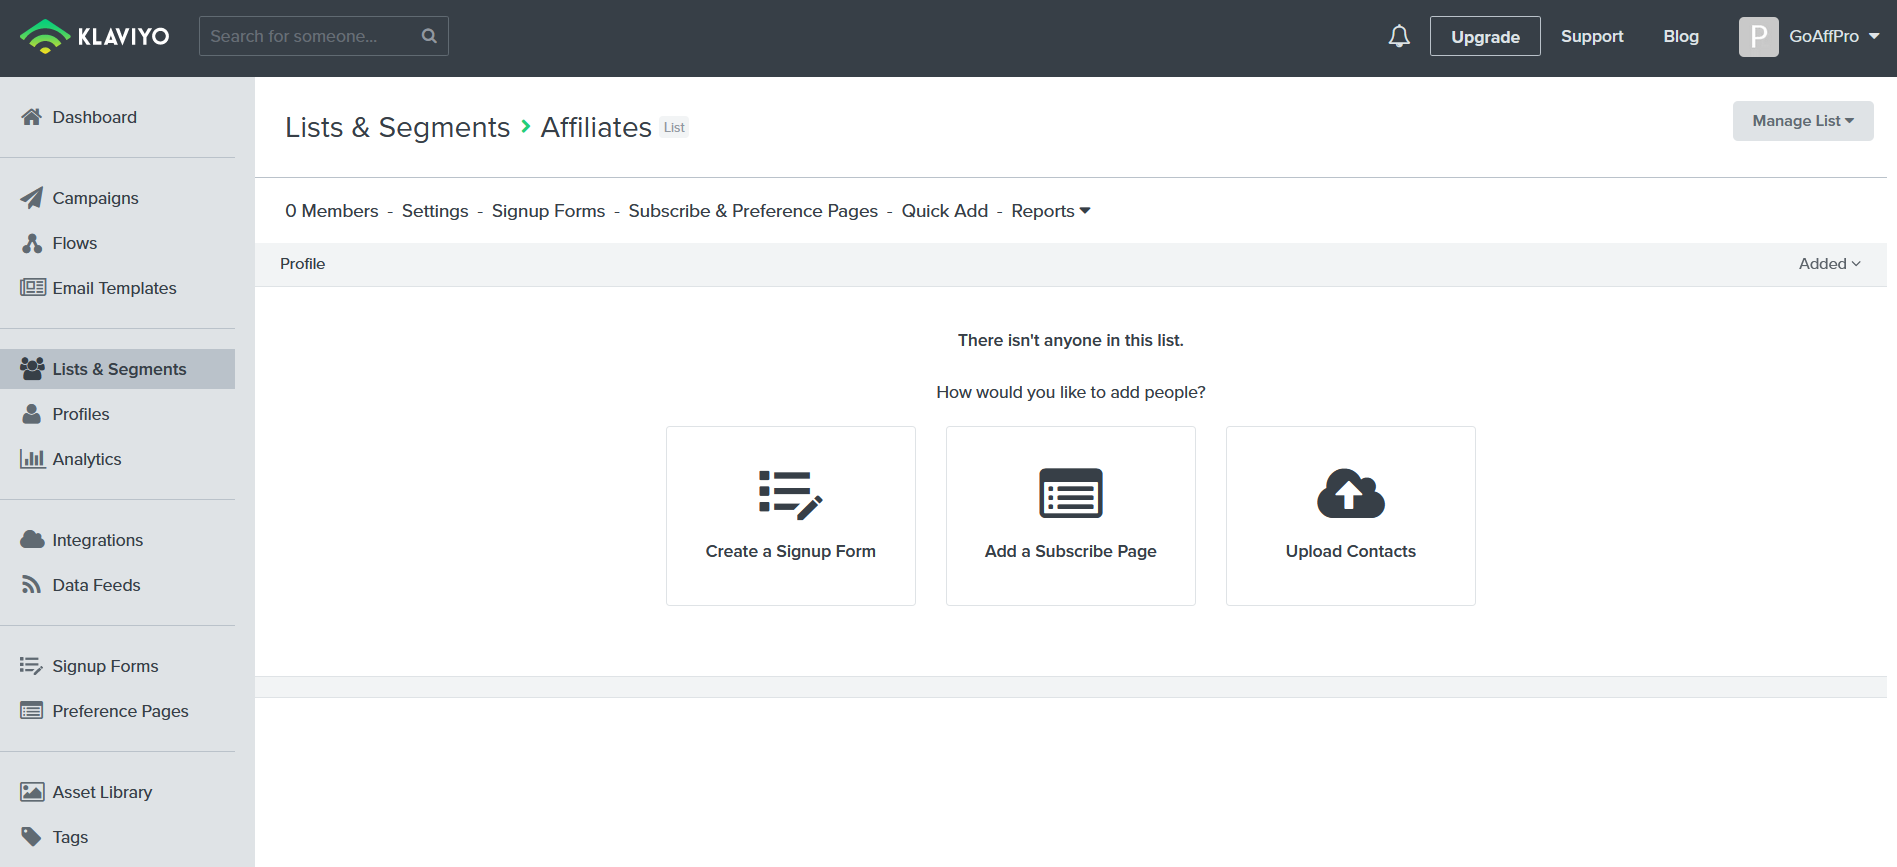 KLAVIYO
Search for someone...
Upgrade
Support
Blog
P
GoAffPro
Dashboard
Campaigns
Flows
Email Templates
Lists & Segments
Profiles
Analytics
Integrations
Data Feeds
Signup Forms
Preference Pages
Asset Library
Tags
Lists & Segments > Affiliates List
Manage List
0 Members - Settings - Signup Forms - Subscribe & Preference Pages - Quick Add - Reports
Profile
Added
There isn't anyone in this list.
How would you like to add people?
Create a Signup Form
Add a Subscribe Page
Upload Contacts